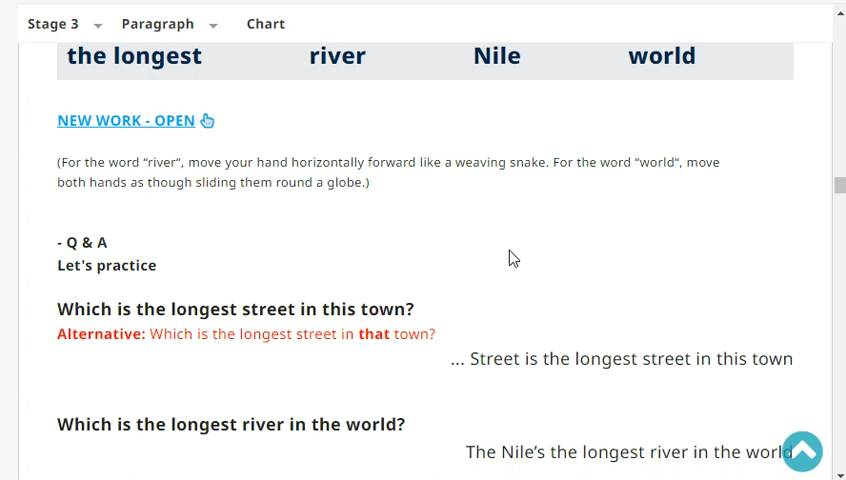 Stage 3 Paragraph Chart
the longest river Nile world
NEW WORK - OPEN
(For the word “river“, move your hand horizontally forward like a weaving snake. For the word “world“, move
both hands as though sliding them round a globe.)
- Q & A
Let's practice
Which is the longest street in this town?
Alternative: Which is the longest street in that town?
... Street is the longest street in this town
Which is the longest river in the world?
The Nile’s the longest river in the world